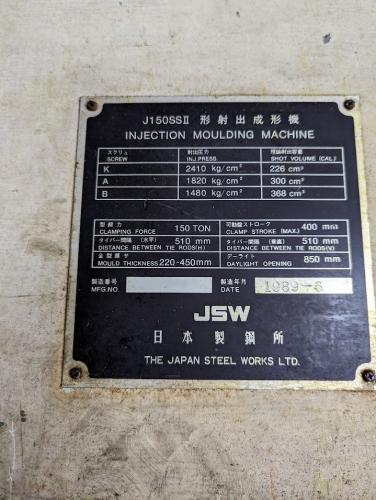 J150SSⅡ 形射出成形機
INJECTION MOULDING MACHINE
スクリュ SCREW 射出圧力 INJ.PRESS. 理論射出容量 SHOT VOLUME (CAL.)
K 2410 kg/cm² 226 cm³
A 1820 kg/cm² 300 cm³
B 1480 kg/cm² 368 cm³
型締力 CLAMPING FORCE 150 TON 可動盤ストローク CLAMP STROKE (MAX.) 400 mm
タイバー間隔 (水平) DISTANCE BETWEEN TIE RODS(H) 510 mm タイバー間隔 (垂直) DISTANCE BETWEEN TIE RODS(V) 510 mm
金型厚サ MOULD THICKNESS 220-450mm デーライト DAYLIGHT OPENING 850 mm
製造番号 MFG.NO. 製造年月 DATE 1989-6
JSW
日本製鋼所
THE JAPAN STEEL WORKS LTD.